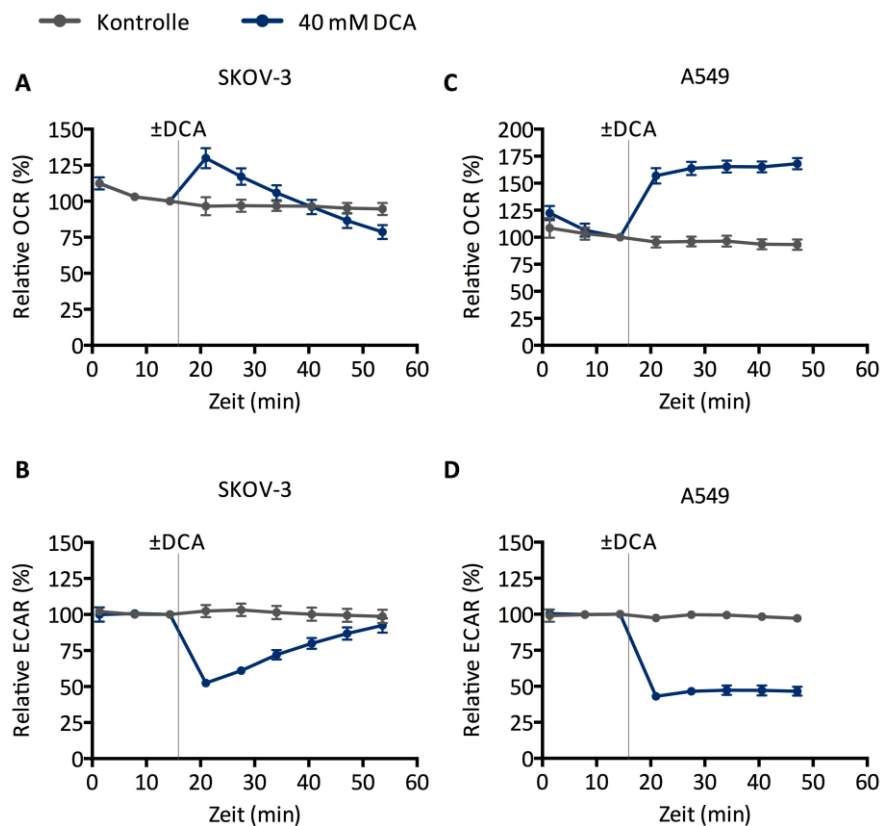 Kontrolle 40 mM DCA
A
SKOV-3
±DCA
Relative OCR (%)
150
125
100
75
50
25
0
0 10 20 30 40 50 60
Zeit (min)
C
A549
±DCA
Relative OCR (%)
200
175
150
125
100
75
50
25
0
0 10 20 30 40 50 60
Zeit (min)
B
SKOV-3
±DCA
Relative ECAR (%)
150
125
100
75
50
25
0
0 10 20 30 40 50 60
Zeit (min)
D
A549
±DCA
Relative ECAR (%)
150
125
100
75
50
25
0
0 10 20 30 40 50 60
Zeit (min)